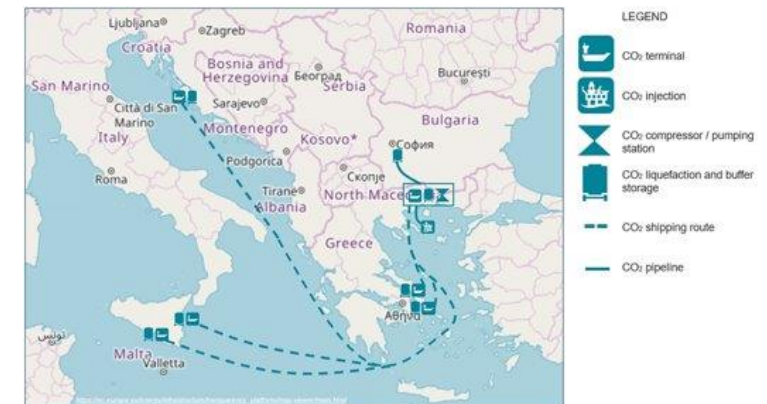 Ljubljana
Zagreb
Croatia
Romania
San Marino
Bosnia and
Herzegovina
Београд
Serbia
București
Città di San
Marino
Sarajevo
Italy
Montenegro
Kosovo*
Bulgaria
София
Podgorica
Roma
Скопје
Tirane
North Mace
Albania
Greece
Αθήνα
تونس
Malta
Valletta
LEGEND
CO₂ terminal
CO₂ injection
CO₂ compressor / pumping
station
CO₂ liquefaction and buffer
storage
CO₂ shipping route
CO₂ pipeline